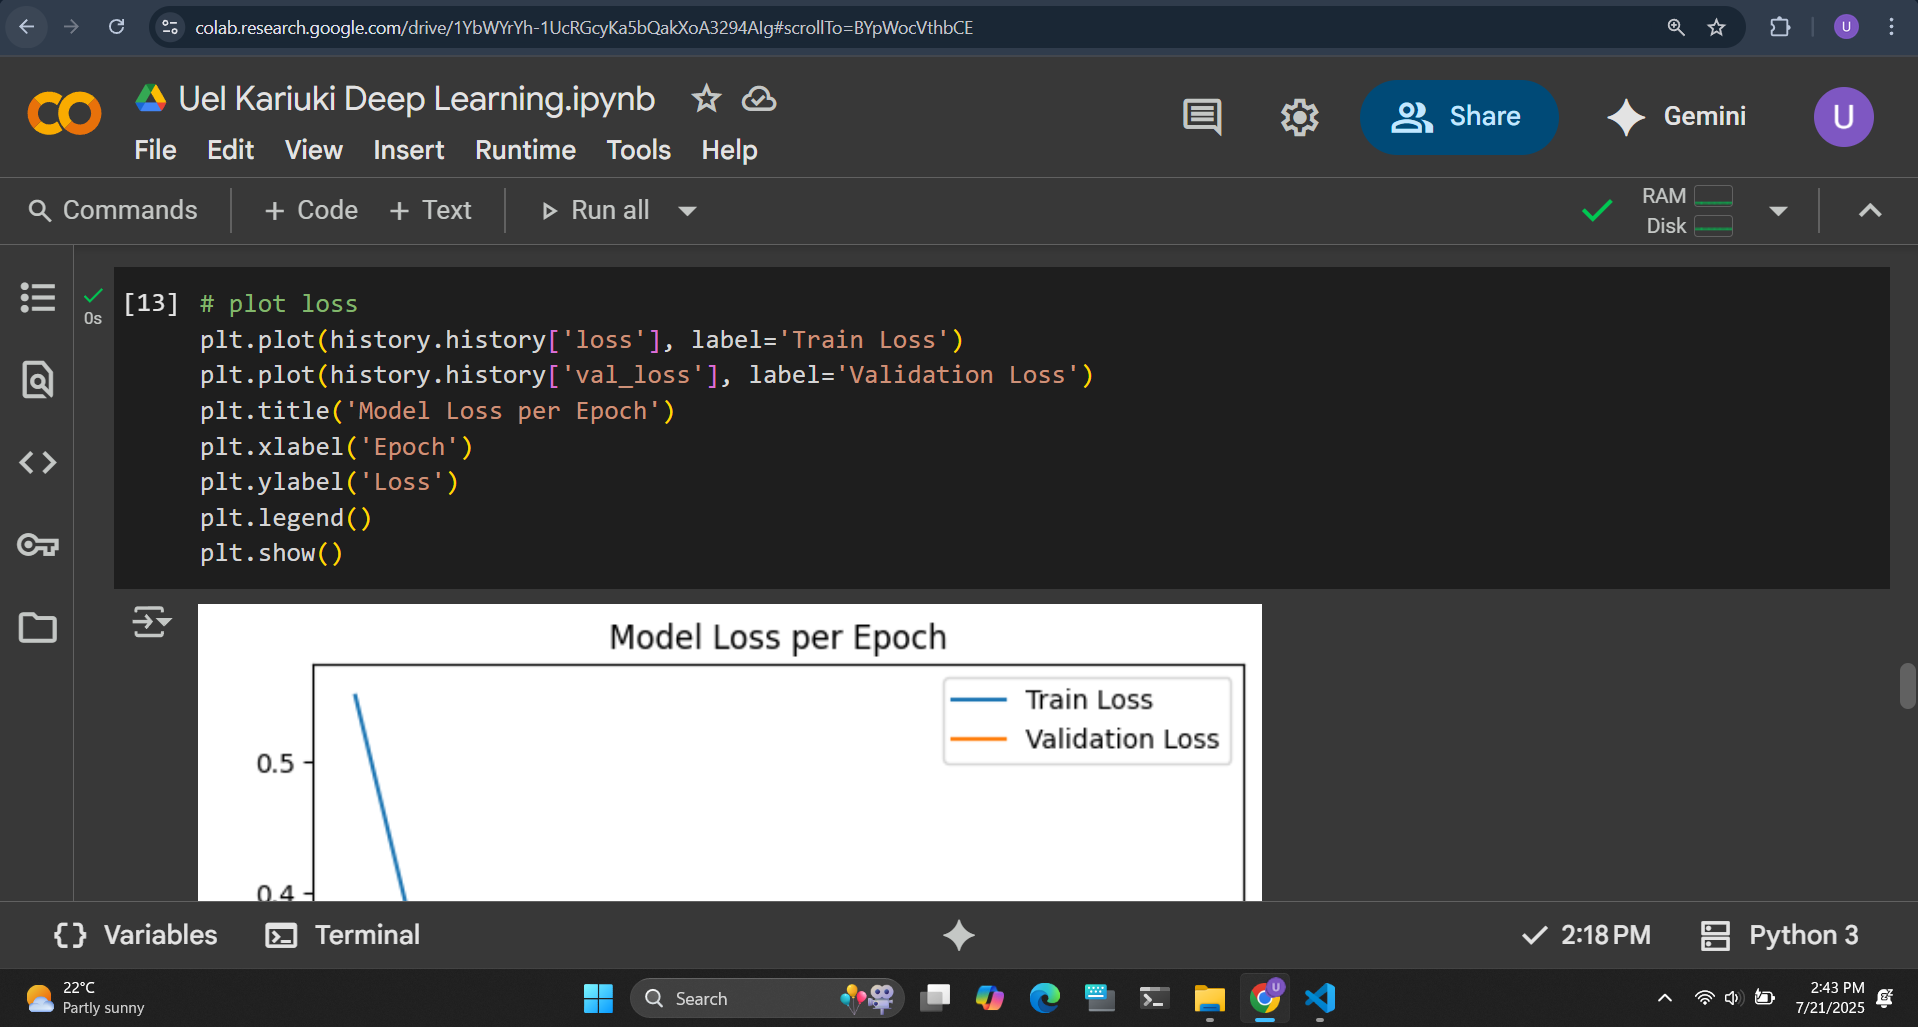 colab.research.google.com/drive/1YbWYrYh-1UcRGcyKa5bQakXoA3294AIg#scrollTo=BYpWocVthbCE
U
Uel Kariuki Deep Learning.ipynb
File Edit View Insert Runtime Tools Help
Share
Gemini
U
Commands
+ Code + Text
Run all
RAM
Disk
0s
[13] # plot loss
plt.plot(history.history['loss'], label='Train Loss')
plt.plot(history.history['val_loss'], label='Validation Loss')
plt.title('Model Loss per Epoch')
plt.xlabel('Epoch')
plt.ylabel('Loss')
plt.legend()
plt.show()
Model Loss per Epoch
Train Loss
Validation Loss
0.5
0.4
{} Variables
Terminal
2:18 PM
Python 3
22°C
Partly sunny
Search
U
2:43 PM
7/21/2025